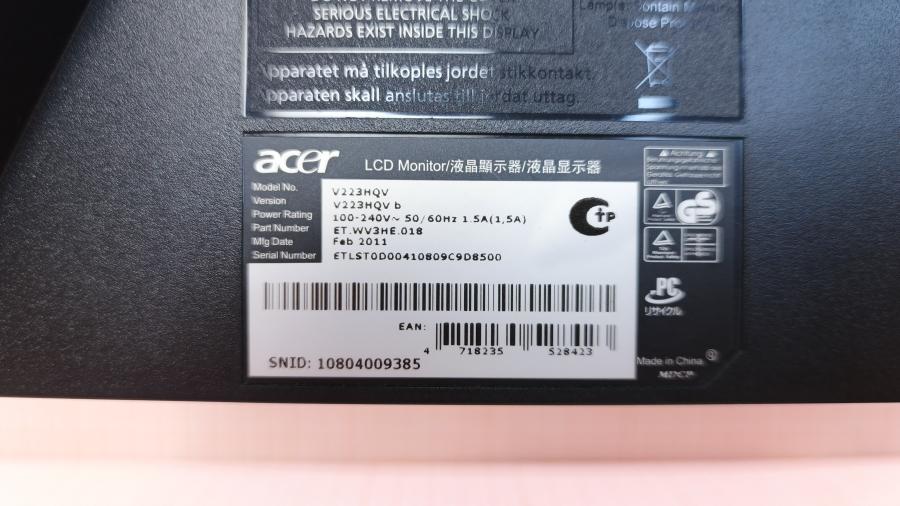 SERIOUS ELECTRICAL SHOCK
HAZARDS EXIST INSIDE THIS DISPLAY
Apparatet må tilkoples jordet stikkontakt.
Apparaten skall anslutas till jordat uttag.
acer LCD Monitor/液晶顯示器/液晶显示器
Model No. V223HQV
Version V223HQV b
Power Rating 100-240V~ 50/60Hz 1.5A(1,5A)
Part Number ET.WV3HE.018
Mfg Date Feb 2011
Serial Number ETLST0D00410809C9D8500
EAN:
4 718235 528423
SNID: 10804009385
Achtung
GS
PC
リサイクル
Made in China
MDCP